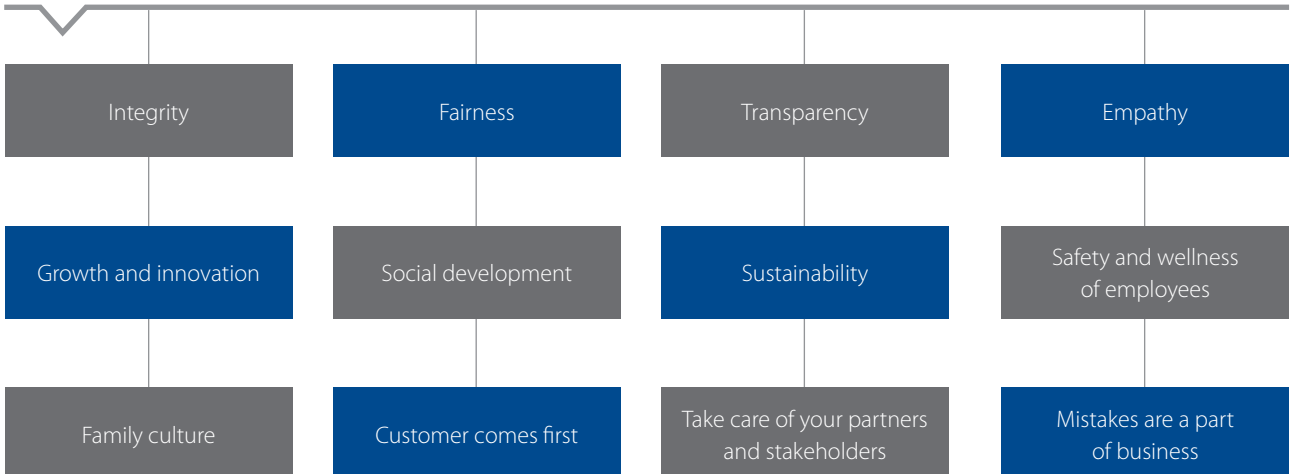 Integrity
Fairness
Transparency
Empathy
Growth and innovation
Social development
Sustainability
Safety and wellness
of employees
Family culture
Customer comes first
Take care of your partners
and stakeholders
Mistakes are a part
of business